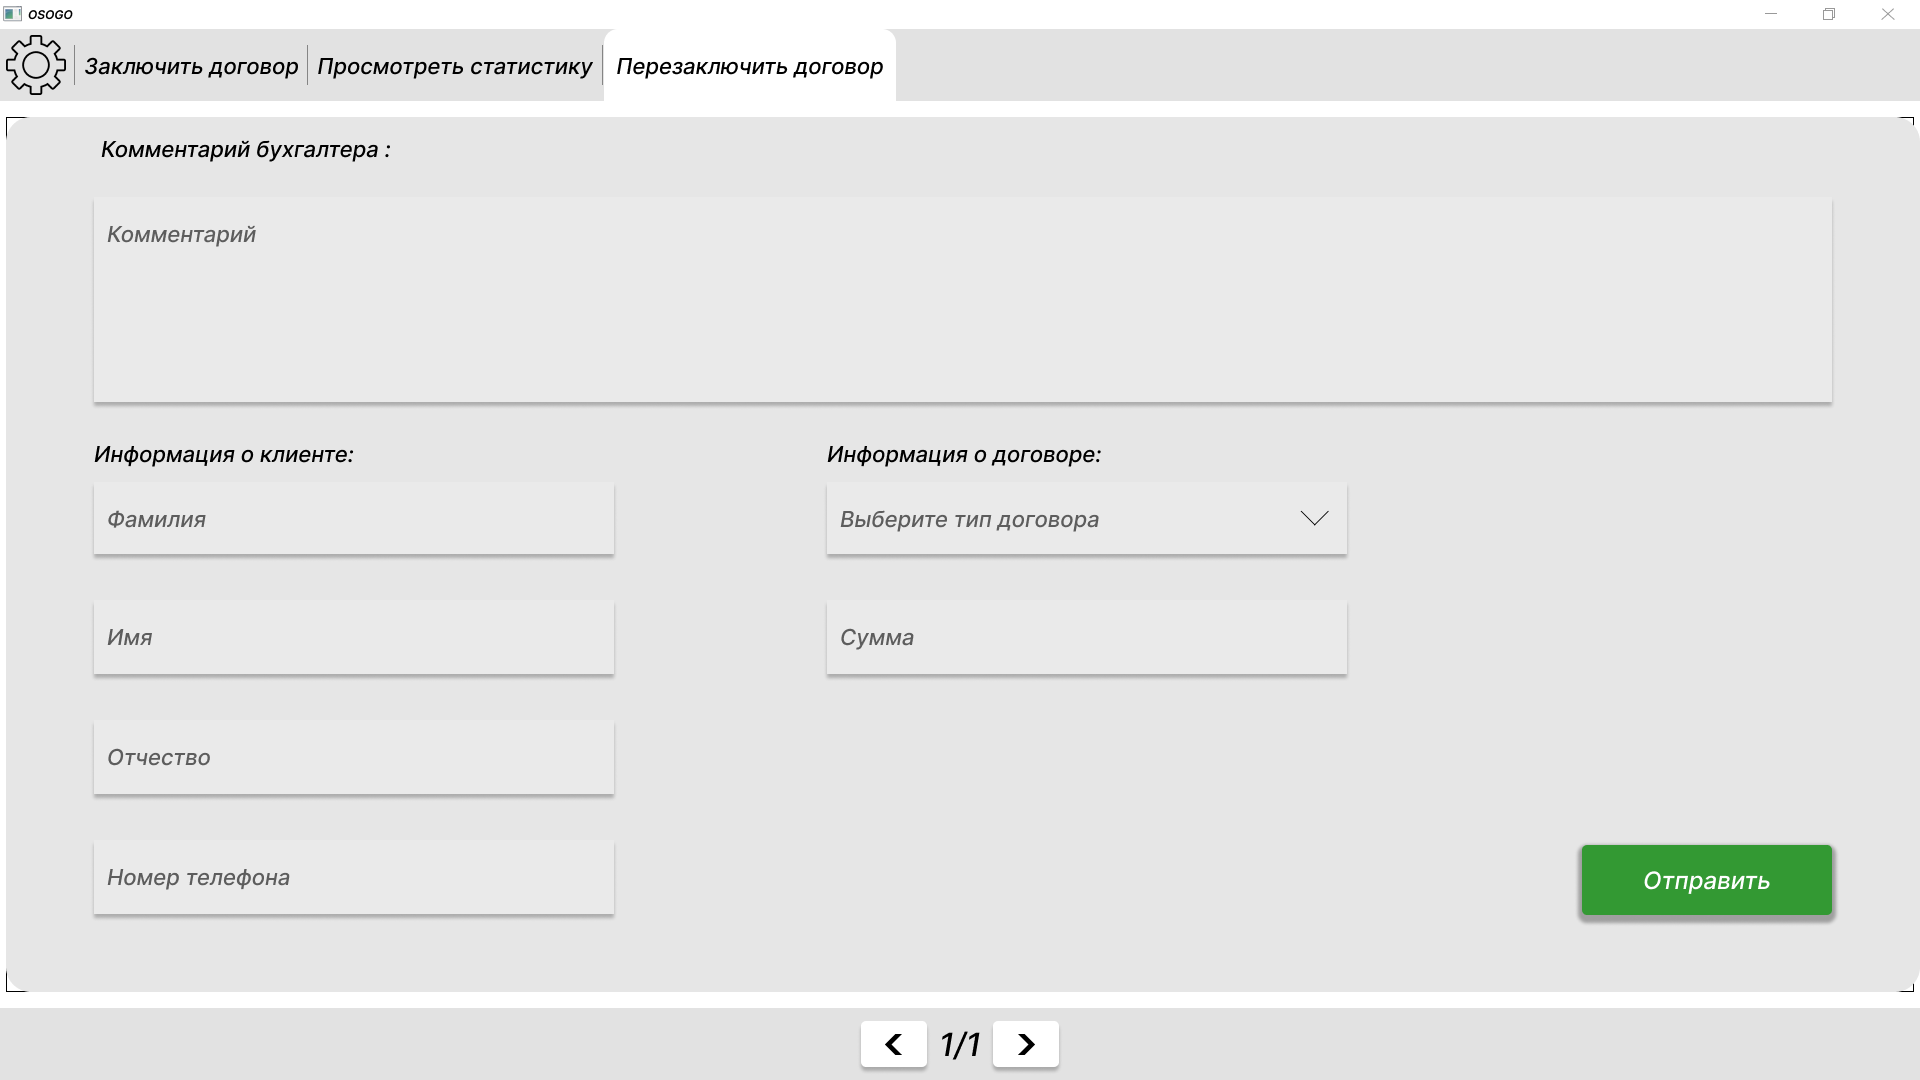 OSOGO
Заключить договор
Просмотреть статистику
Перезаключить договор
Комментарий бухгалтера :
Комментарий
Информация о клиенте:
Информация о договоре:
Фамилия
Выберите тип договора
Имя
Сумма
Отчество
Номер телефона
Отправить
1/1